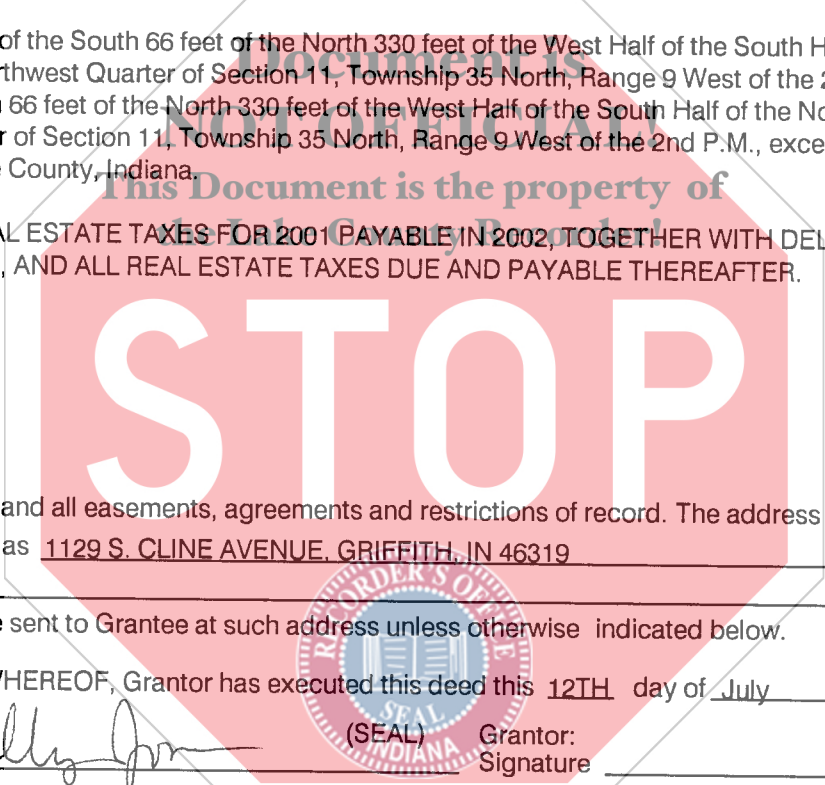 of the South 66 feet of the North 330 feet of the West Half of the South H
rthwest Quarter of Section 11, Township 35 North, Range 9 West of the 2
66 feet of the North 330 feet of the West Half of the South Half of the No
r of Section 11, Township 35 North, Range 9 West of the 2nd P.M., exce
County, Indiana.
Document is
NOT OFFICIAL!
This Document is the property of
the Lake County Recorder!
AL ESTATE TAXES FOR 2001 PAYABLE IN 2002, TOGETHER WITH DEL
, AND ALL REAL ESTATE TAXES DUE AND PAYABLE THEREAFTER.
STOP
and all easements, agreements and restrictions of record. The address
as 1129 S. CLINE AVENUE, GRIFFITH, IN 46319
RECORDER'S OFFICE
SEAL
INDIANA
e sent to Grantee at such address unless otherwise indicated below.
WHEREOF, Grantor has executed this deed this 12TH day of July
(SEAL) Grantor:
Signature